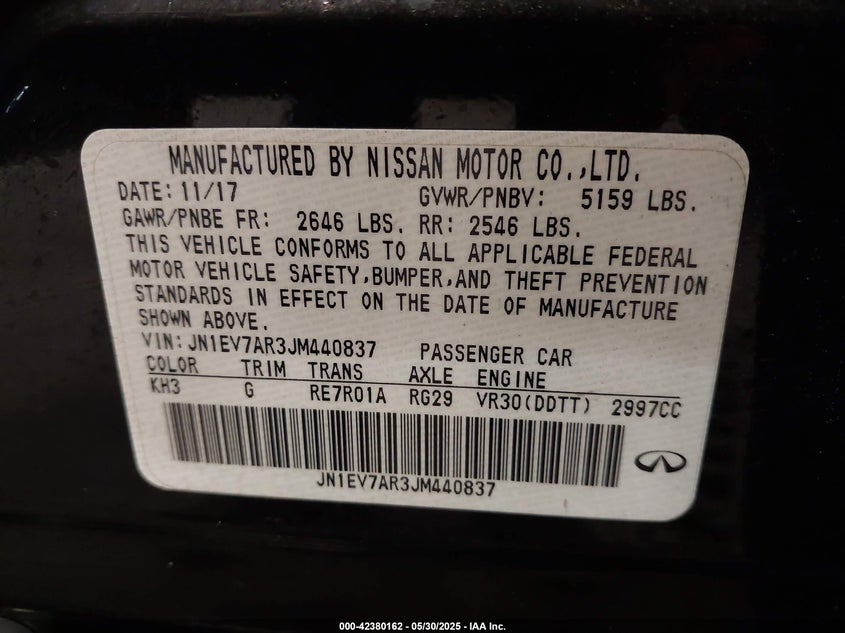 MANUFACTURED BY NISSAN MOTOR CO.,LTD.
DATE: 11/17 GVWR/PNBV: 5159 LBS.
GAWR/PNBE FR: 2646 LBS. RR: 2546 LBS.
THIS VEHICLE CONFORMS TO ALL APPLICABLE FEDERAL
MOTOR VEHICLE SAFETY,BUMPER,AND THEFT PREVENTION
STANDARDS IN EFFECT ON THE DATE OF MANUFACTURE
SHOWN ABOVE.
VIN: JN1EV7AR3JM440837 PASSENGER CAR
COLOR TRIM TRANS AXLE ENGINE
KH3 G RE7R01A RG29 VR30(DDTT) 2997CC
JN1EV7AR3JM440837
000-42380162 - 05/30/2025 - IAA Inc.